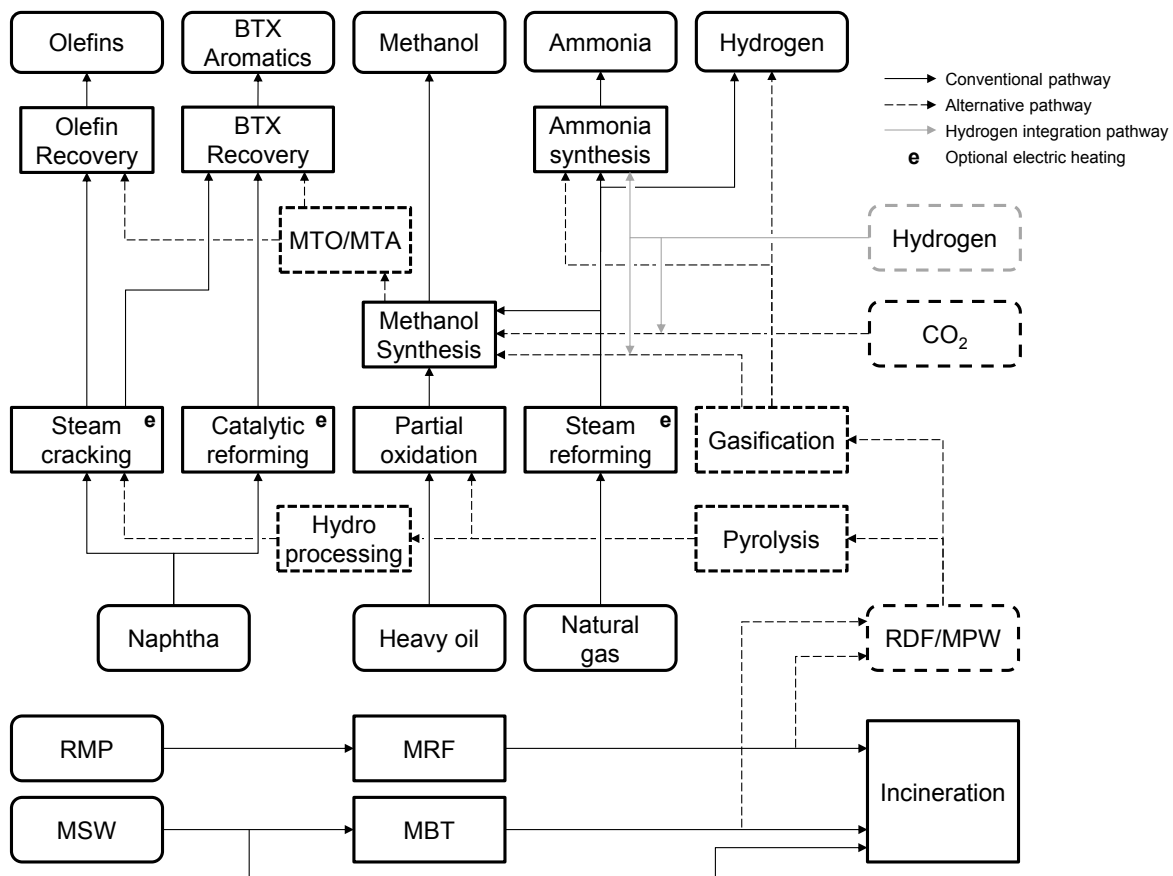 Olefins
BTX
Aromatics
Methanol
Ammonia
Hydrogen
Conventional pathway
Alternative pathway
Hydrogen integration pathway
e Optional electric heating
Olefin
Recovery
BTX
Recovery
Ammonia
synthesis
MTO/MTA
Hydrogen
Methanol
Synthesis
CO₂
Steam
cracking
e
Catalytic
reforming
e
Partial
oxidation
Steam
reforming
e
Gasification
Hydro
processing
Pyrolysis
Naphtha
Heavy oil
Natural
gas
RDF/MPW
RMP
MRF
Incineration
MSW
MBT